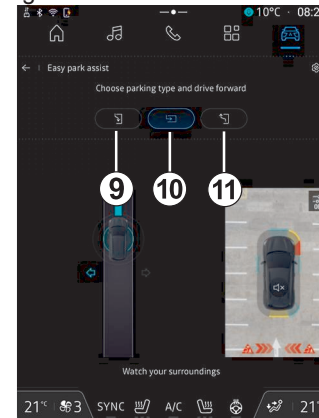 10°C · 08:2
← Easy park assist
Choose parking type and drive forward
9 10 11
Watch your surroundings
21°C 3 SYNC A/C 21°